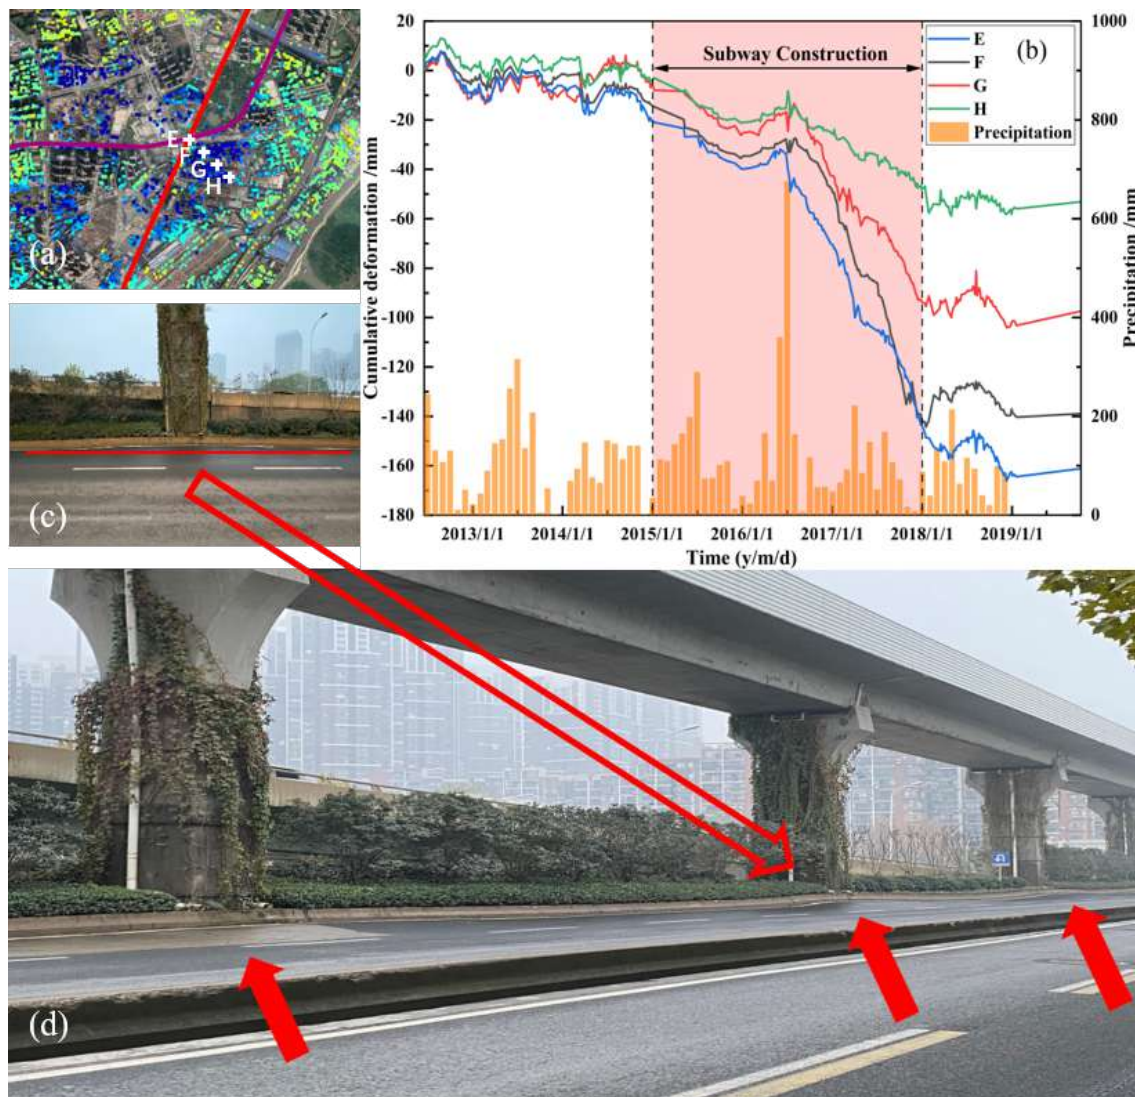 E
F
G
H
(a)
20
0
-20
-40
-60
-80
-100
-120
-140
-160
-180
Cumulative deformation /mm
Subway Construction
(b)
E
F
G
H
Precipitation
1000
800
600
400
200
0
Precipitation /mm
2013/1/1 2014/1/1 2015/1/1 2016/1/1 2017/1/1 2018/1/1 2019/1/1
Time (y/m/d)
(c)
(d)